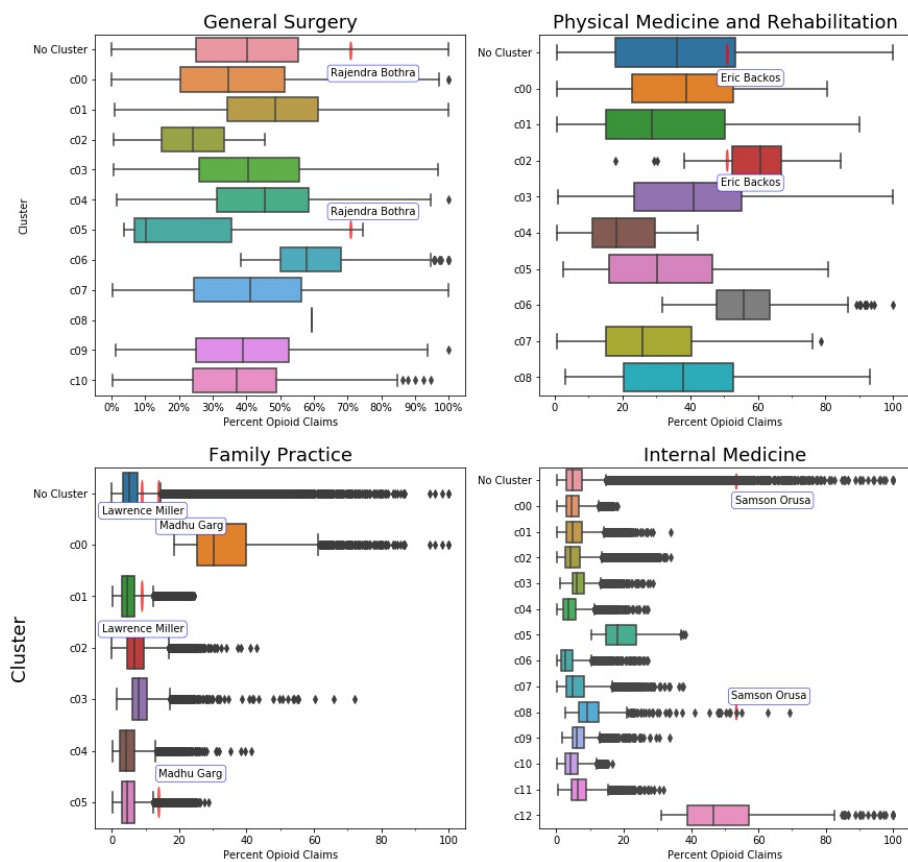 General Surgery
No Cluster
c00
c01
c02
c03
c04
c05
c06
c07
c08
c09
c10
Cluster
Rajendra Bothra
Rajendra Bothra
0% 10% 20% 30% 40% 50% 60% 70% 80% 90% 100%
Percent Opioid Claims
Physical Medicine and Rehabilitation
No Cluster
c00
c01
c02
c03
c04
c05
c06
c07
c08
Eric Backos
Eric Backos
0 20 40 60 80 100
Percent Opioid Claims
Family Practice
No Cluster
c00
c01
c02
c03
c04
c05
Cluster
Lawrence Miller
Madhu Garg
Lawrence Miller
Madhu Garg
0 20 40 60 80 100
Percent Opioid Claims
Internal Medicine
No Cluster
c00
c01
c02
c03
c04
c05
c06
c07
c08
c09
c10
c11
c12
Samson Orusa
Samson Orusa
0 20 40 60 80 100
Percent Opioid Claims